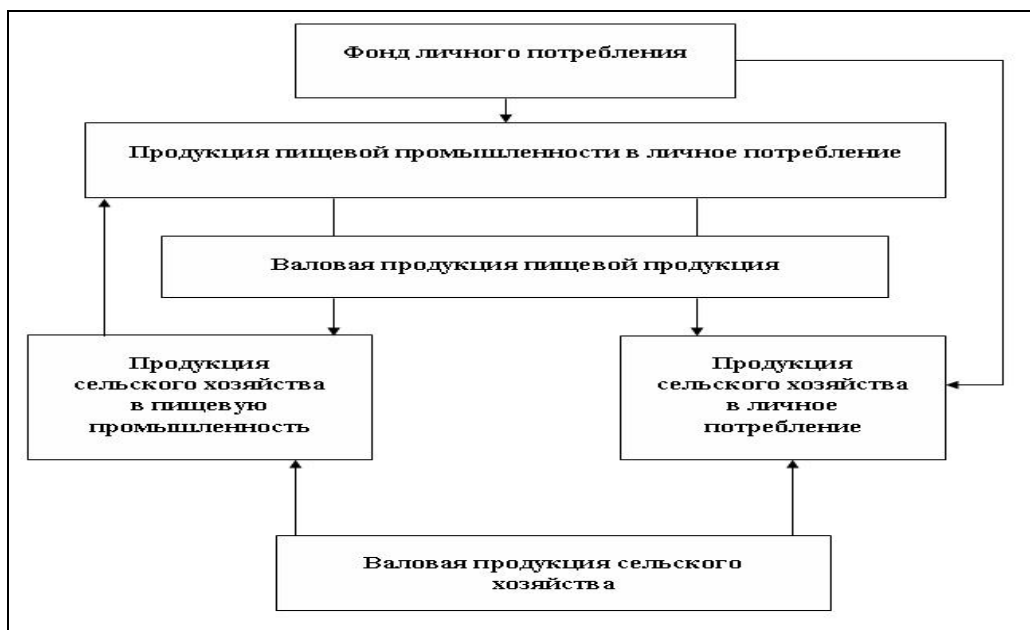 Фонд личного потребления
Продукция пищевой промышленности в личное потребление
Валовая продукция пищевой продукция
Продукция
сельского хозяйства
в пищевую
промышленность
Продукция
сельского хозяйства
в личное
потребление
Валовая продукция сельского
хозяйства